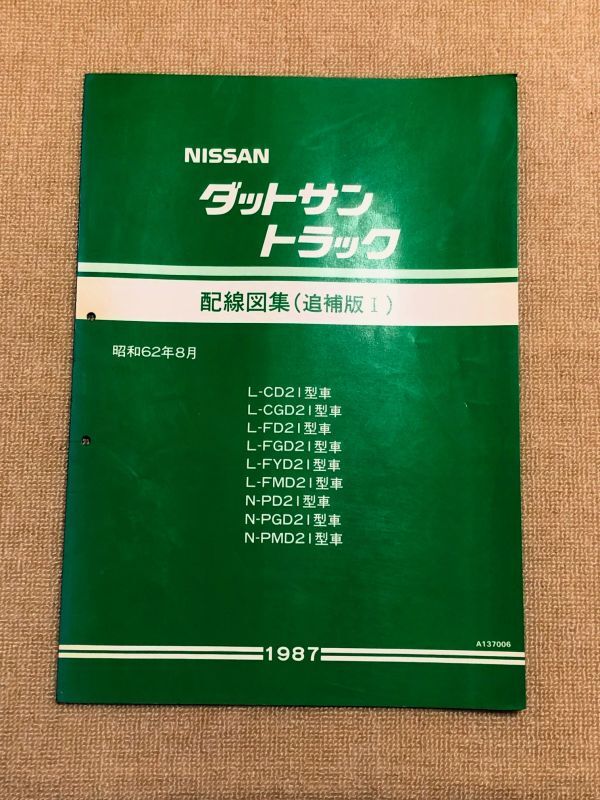 NISSAN
ダットサン
トラック
配線図集(追補版I)
昭和62年8月
L-CD21型車
L-CGD21型車
L-FD21型車
L-FGD21型車
L-FYD21型車
L-FMD21型車
N-PD21型車
N-PGD21型車
N-PMD21型車
A137006
1987